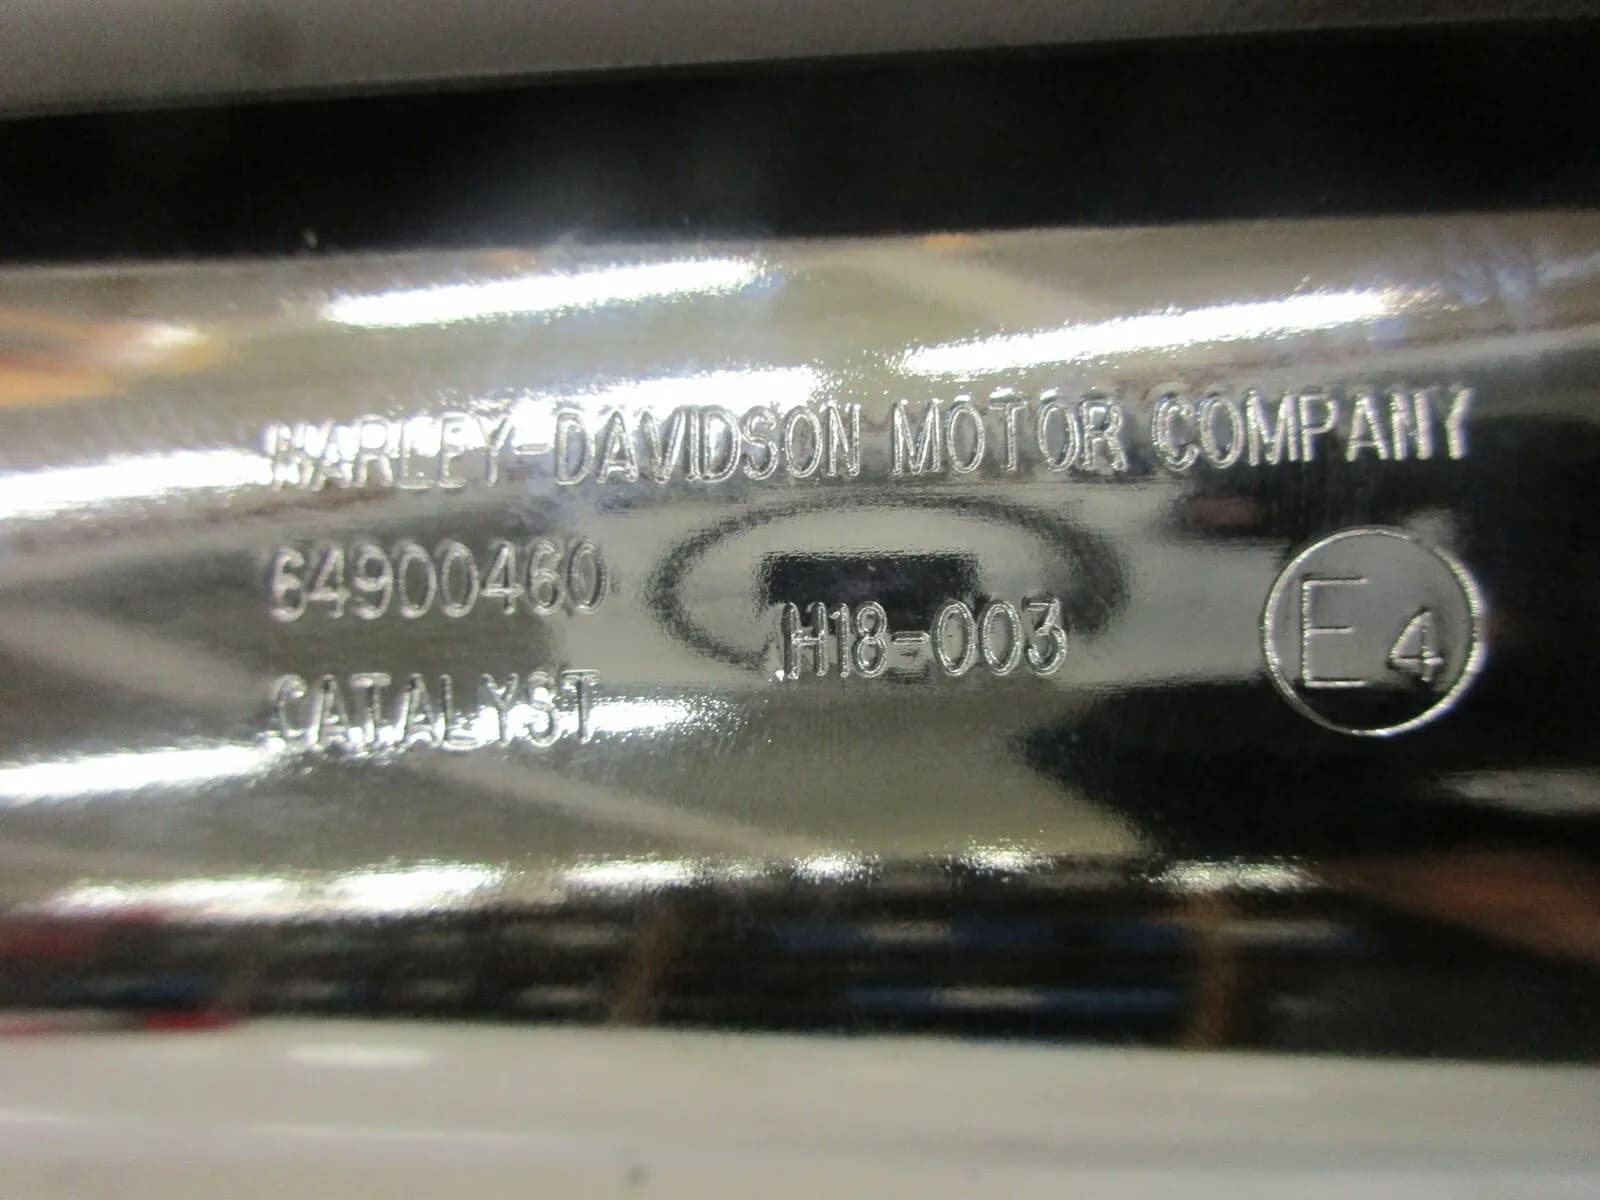 HARLEY-DAVIDSON MOTOR COMPANY
64900460
H18-003
E4
CATALYST